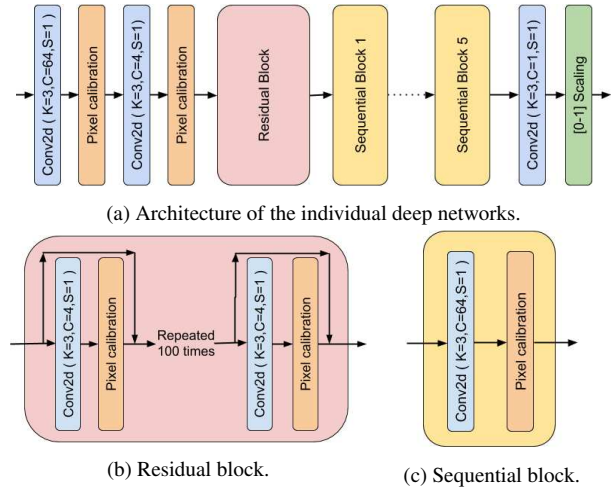 Conv2d ( K=3,C=64,S=1 )
Pixel calibration
Conv2d ( K=3,C=4,S=1 )
Pixel calibration
Residual Block
Sequential Block 1
Sequential Block 5
Conv2d ( K=3,C=1,S=1)
[0-1] Scaling
(a) Architecture of the individual deep networks.
Conv2d ( K=3,C=4,S=1 )
Pixel calibration
Repeated
100 times
Conv2d ( K=3,C=4,S=1 )
Pixel calibration
(b) Residual block.
Conv2d ( K=3,C=64,S=1 )
Pixel calibration
(c) Sequential block.